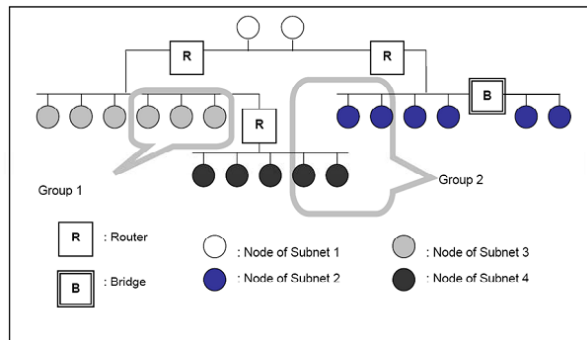 R
R
B
R
Group 1
Group 2
R : Router
: Node of Subnet 1
: Node of Subnet 3
B : Bridge
: Node of Subnet 2
: Node of Subnet 4